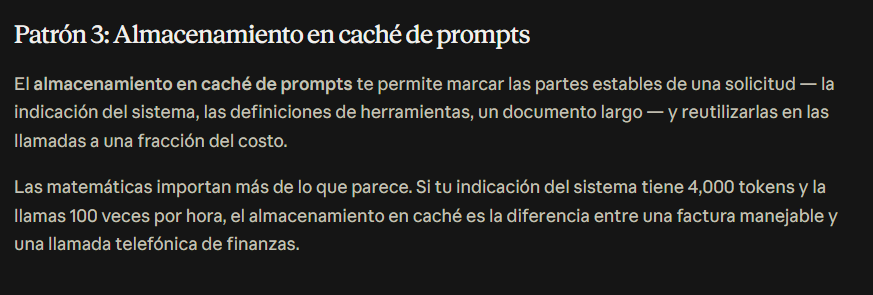 Patrón 3: Almacenamiento en caché de prompts
El almacenamiento en caché de prompts te permite marcar las partes estables de una solicitud — la
indicación del sistema, las definiciones de herramientas, un documento largo — y reutilizarlas en las
llamadas a una fracción del costo.
Las matemáticas importan más de lo que parece. Si tu indicación del sistema tiene 4,000 tokens y la
llamas 100 veces por hora, el almacenamiento en caché es la diferencia entre una factura manejable y
una llamada telefónica de finanzas.